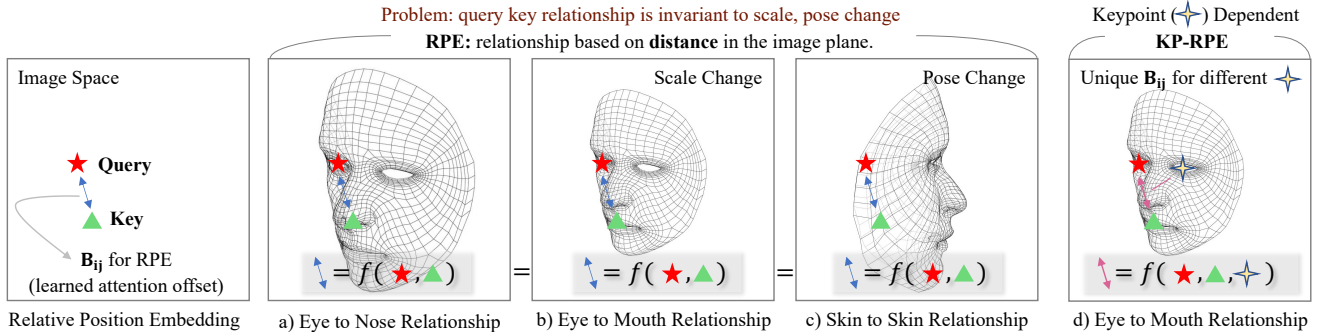 Problem: query key relationship is invariant to scale, pose change
RPE: relationship based on distance in the image plane.
Keypoint ( ) Dependent
KP-RPE
Image Space
Query
Key
B_ij for RPE
(learned attention offset)
Relative Position Embedding
= f( , )
a) Eye to Nose Relationship
=
Scale Change
= f( , )
b) Eye to Mouth Relationship
=
Pose Change
= f( , )
c) Skin to Skin Relationship
Unique B_ij for different
= f( , , )
d) Eye to Mouth Relationship